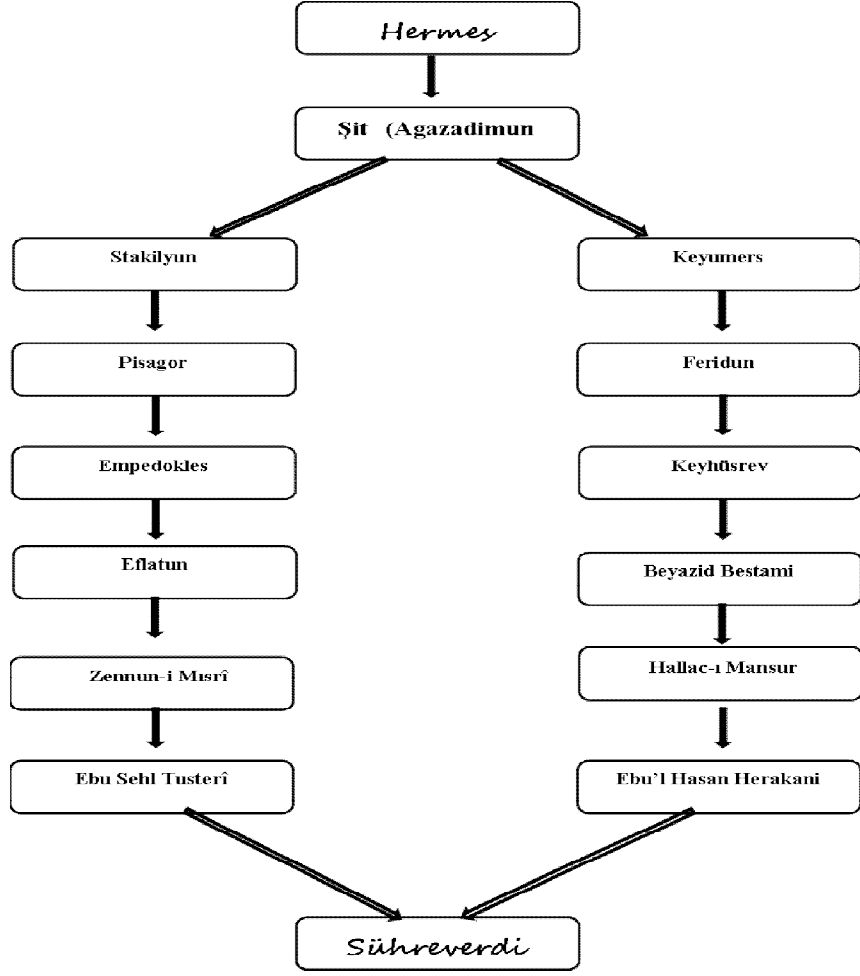 Hermes
Şit (Agazadimun
Stakilyun
Keyumers
Pisagor
Feridun
Empedokles
Keyhüsrev
Eflatun
Beyazid Bestami
Zennun-i Mısrî
Hallac-ı Mansur
Ebu Sehl Tusterî
Ebu'l Hasan Herakani
Sühreverdi